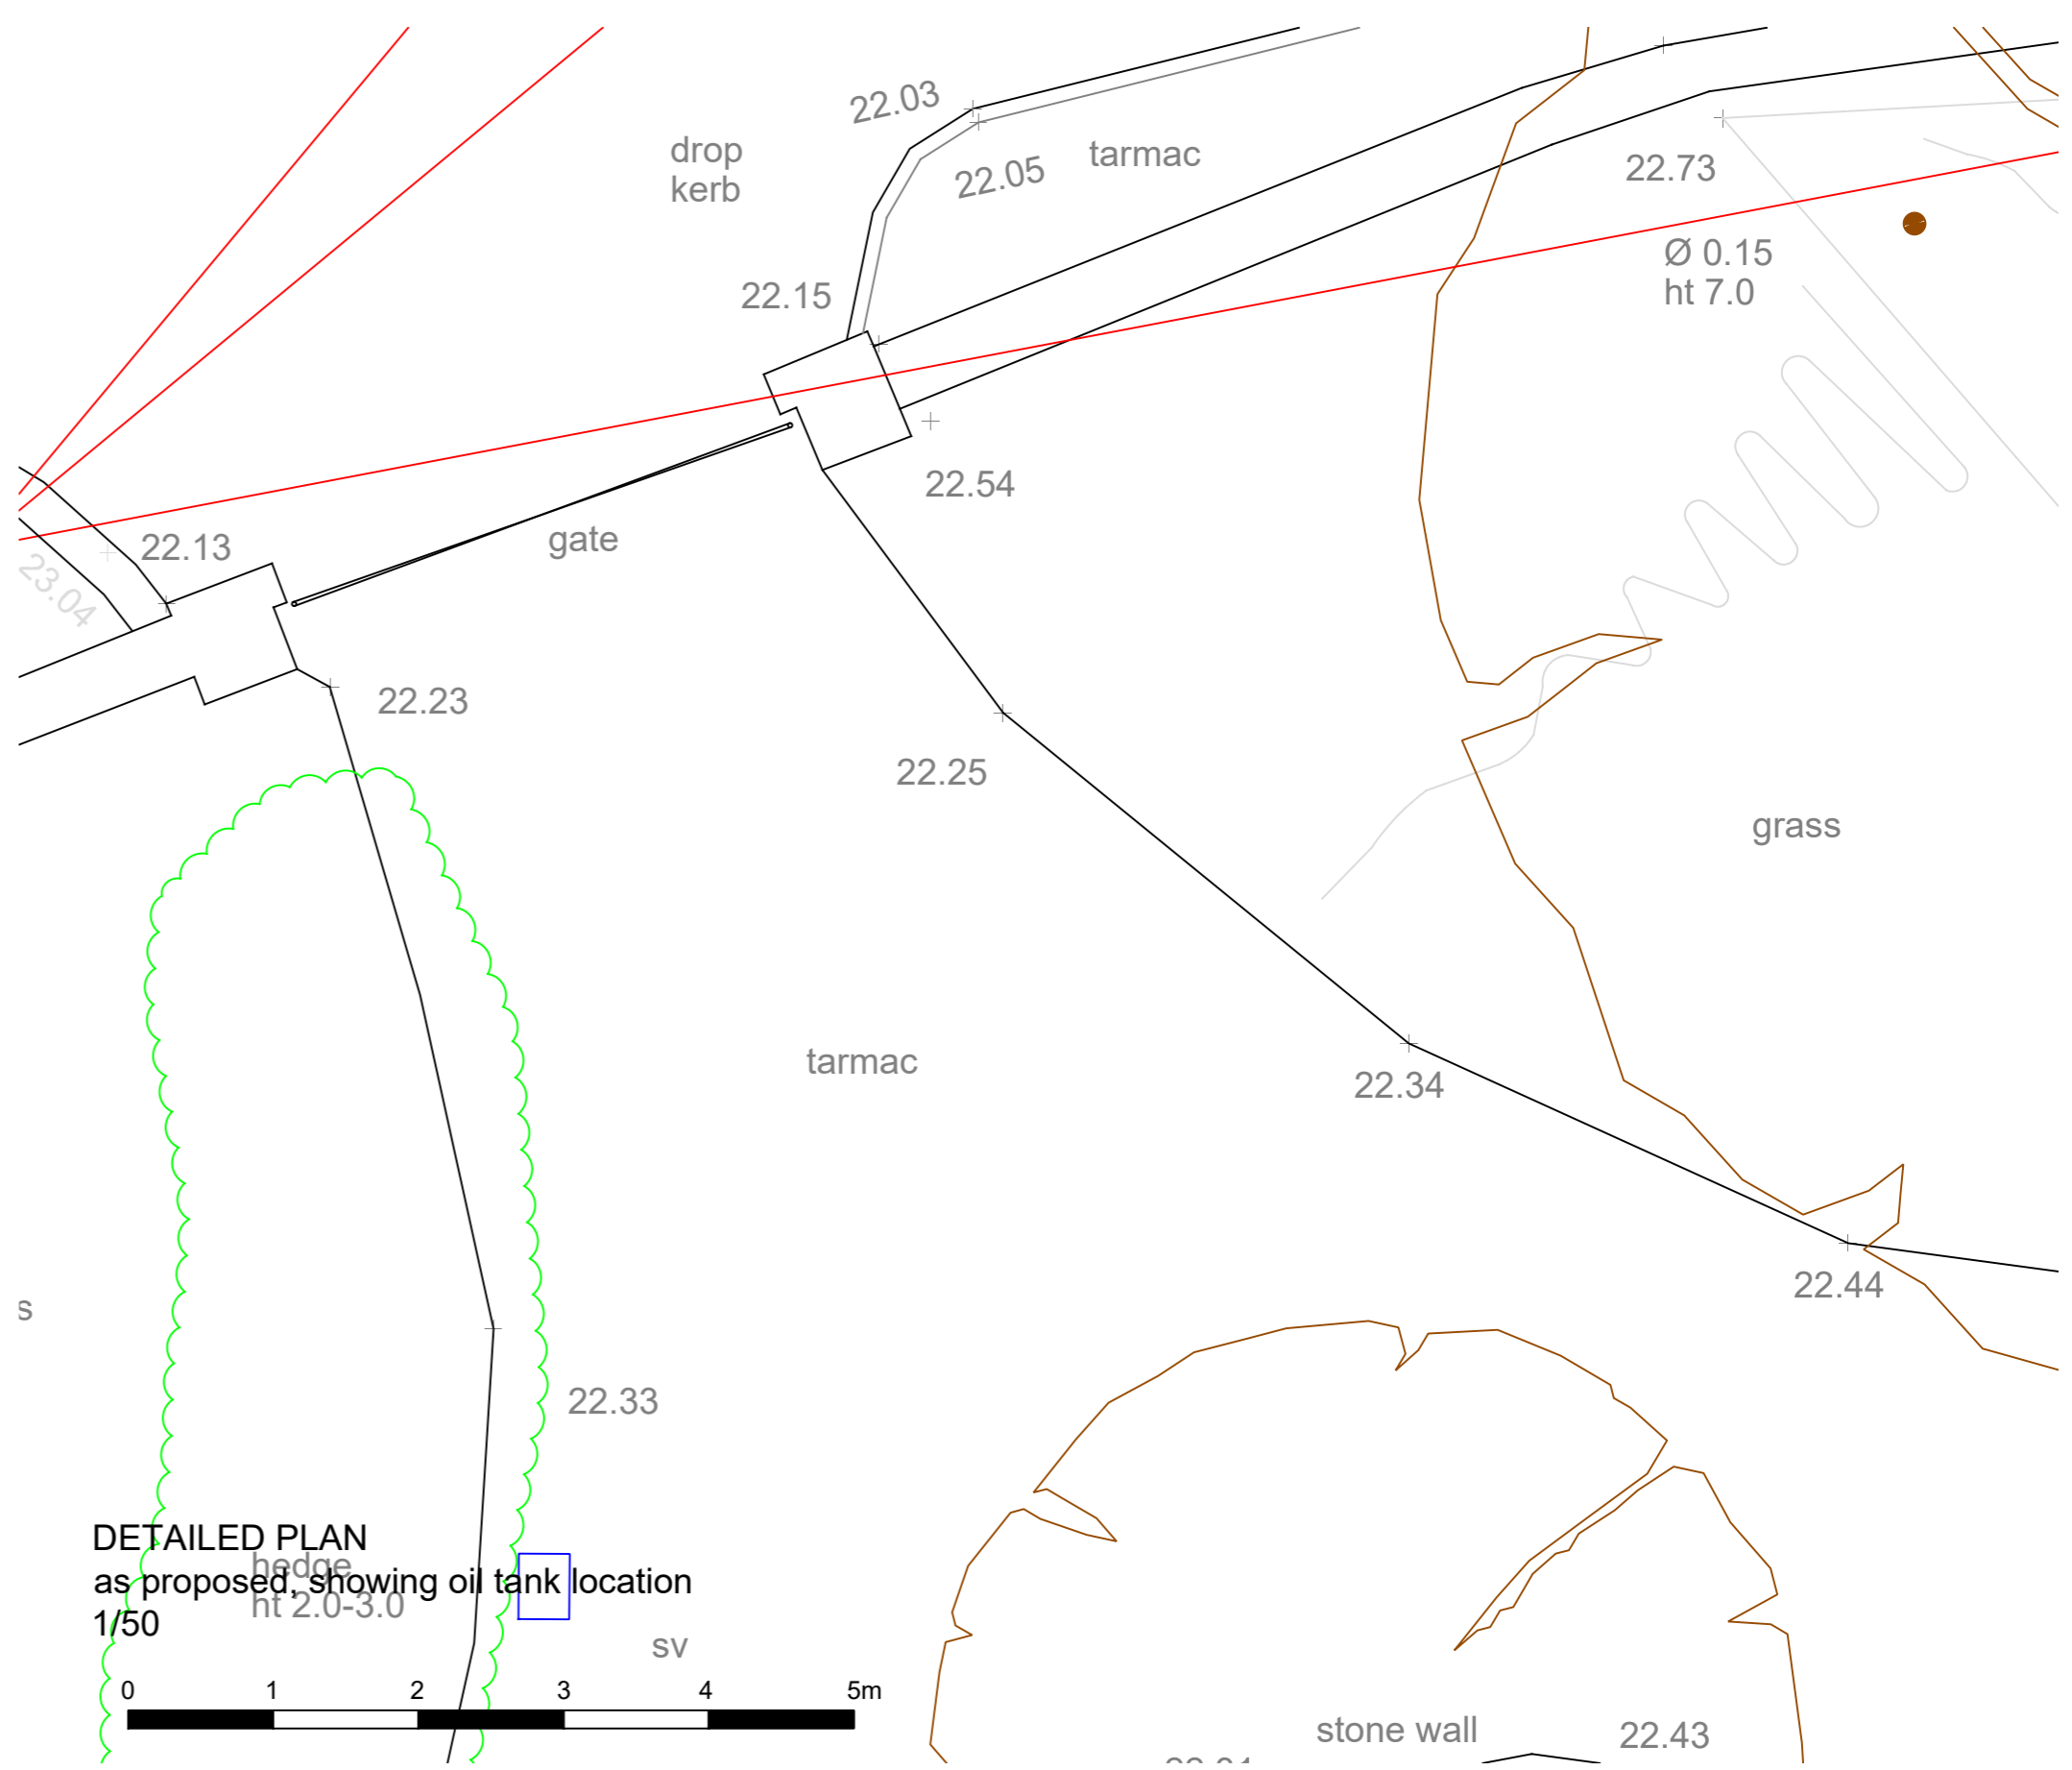 22.03
drop
kerb
22.05
tarmac
22.73
Ø 0.15
ht 7.0
22.15
22.54
22.13
gate
23.04
22.23
22.25
grass
tarmac
22.34
22.44
s
22.33
DETAILED PLAN
hedge
as proposed, showing oil tank location
ht 2.0-3.0
1/50
sv
0 1 2 3 4 5m
stone wall
22.43